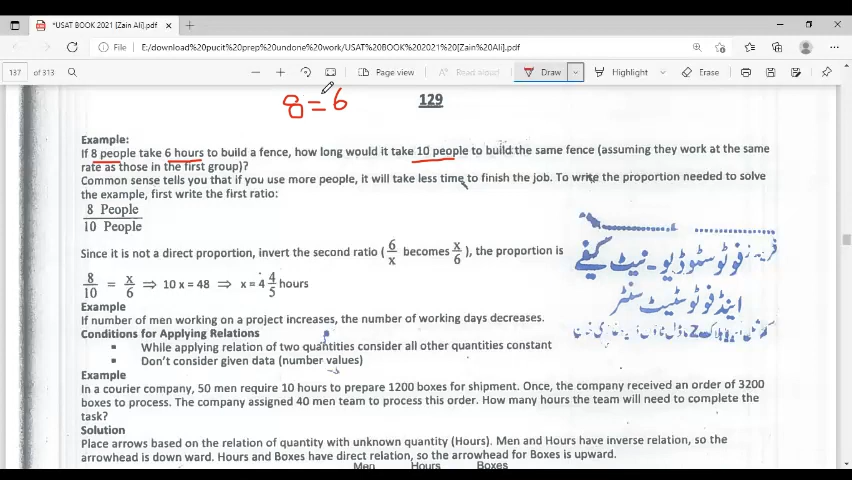 *USAT BOOK 2021 [Zain Ali].pdf
File
E:/download%20pucit%20prep%20undone%20work/USAT%20BOOK%202021%20[Zain%20Ali].pdf
137 of 313
Page view
Read aloud
Draw
Highlight
Erase
8=6
129
Example:
If 8 people take 6 hours to build a fence, how long would it take 10 people to build the same fence (assuming they work at the same
rate as those in the first group)?
Common sense tells you that if you use more people, it will take less time to finish the job. To write the proportion needed to solve
the example, first write the first ratio:
8 People
10 People
Since it is not a direct proportion, invert the second ratio (6/x becomes x/6), the proportion is
8/10 = x/6 ⇒ 10 x = 48 ⇒ x = 4 4/5 hours
Example
If number of men working on a project increases, the number of working days decreases.
Conditions for Applying Relations
▪ While applying relation of two quantities consider all other quantities constant
▪ Don't consider given data (number values)
Example
In a courier company, 50 men require 10 hours to prepare 1200 boxes for shipment. Once, the company received an order of 3200
boxes to process. The company assigned 40 men team to process this order. How many hours the team will need to complete the
task?
Solution
Place arrows based on the relation of quantity with unknown quantity (Hours). Men and Hours have inverse relation, so the
arrowhead is down ward. Hours and Boxes have direct relation, so the arrowhead for Boxes is upward.
Men Hours Boxes
فوٹوسٹوڈیو۔نیٹ کیفے
اینڈ فوٹوسٹیٹ سنٹر